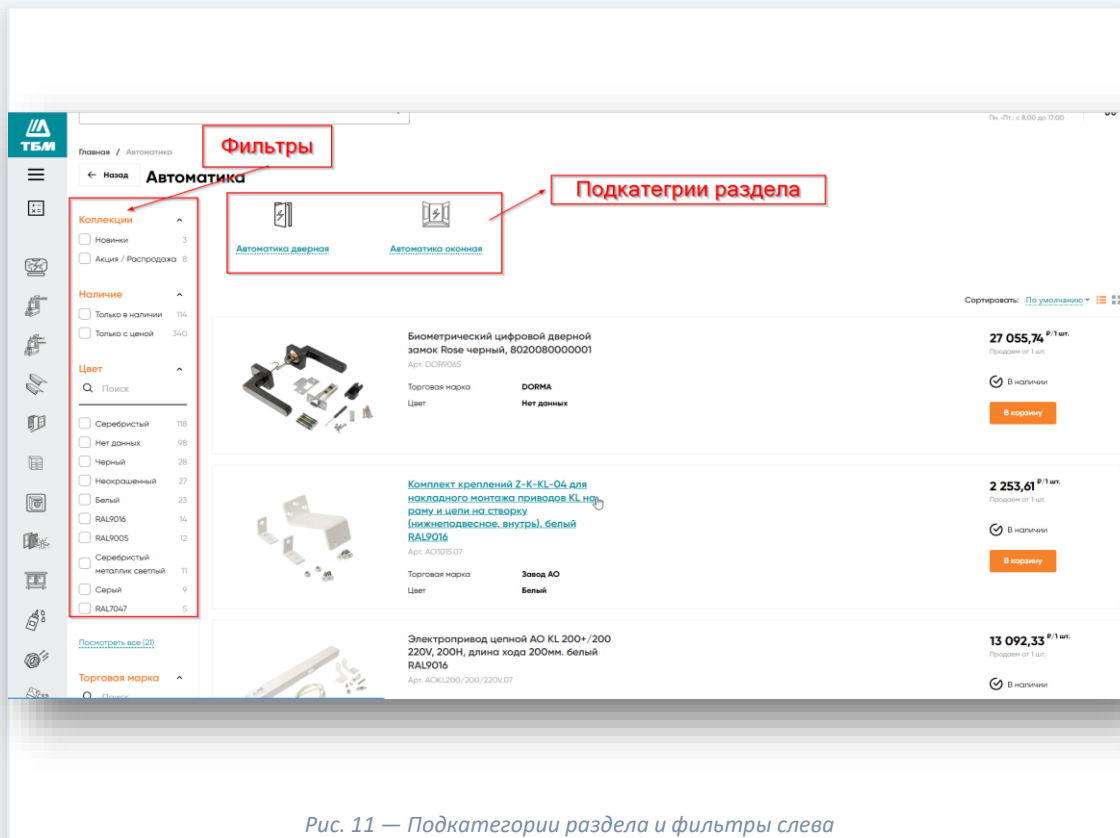 ТБМ
Пн.-Пт.: с 8:00 до 17:00
Главная / Автоматика
Фильтры
← Назад
Автоматика
Подкатегрии раздела
Автоматика дверная
Автоматика оконная
Коллекции
Новинки 3
Акция / Распродажа 8
Наличие
Только в наличии 114
Только с ценой 340
Цвет
Поиск
Серебристый 118
Нет данных 98
Черный 28
Неокрашенный 27
Белый 23
RAL9016 14
RAL9005 12
Серебристый
металлик светлый 11
Серый 9
RAL7047 5
Посмотреть все (21)
Торговая марка
Поиск
Сортировать: По умолчанию
Биометрический цифровой дверной
замок Rose черный, 8020080000001
Арт. DOR9065
Торговая марка DORMA
Цвет Нет данных
27 055,74 ₽/1 шт.
Продаем от 1 шт.
В наличии
В корзину
Комплект креплений Z-K-KL-04 для
накладного монтажа приводов KL на
раму и цепи на створку
(нижнеподвесное, внутрь), белый
RAL9016
Арт. AO1015.07
Торговая марка Завод АО
Цвет Белый
2 253,61 ₽/1 шт.
Продаем от 1 шт.
В наличии
В корзину
Электропривод цепной АО KL 200+/200
220V, 200Н, длина хода 200мм. белый
RAL9016
Арт. AOKL200/200/220V.07
13 092,33 ₽/1 шт.
Продаем от 1 шт.
В наличии
Рис. 11 — Подкатегории раздела и фильтры слева